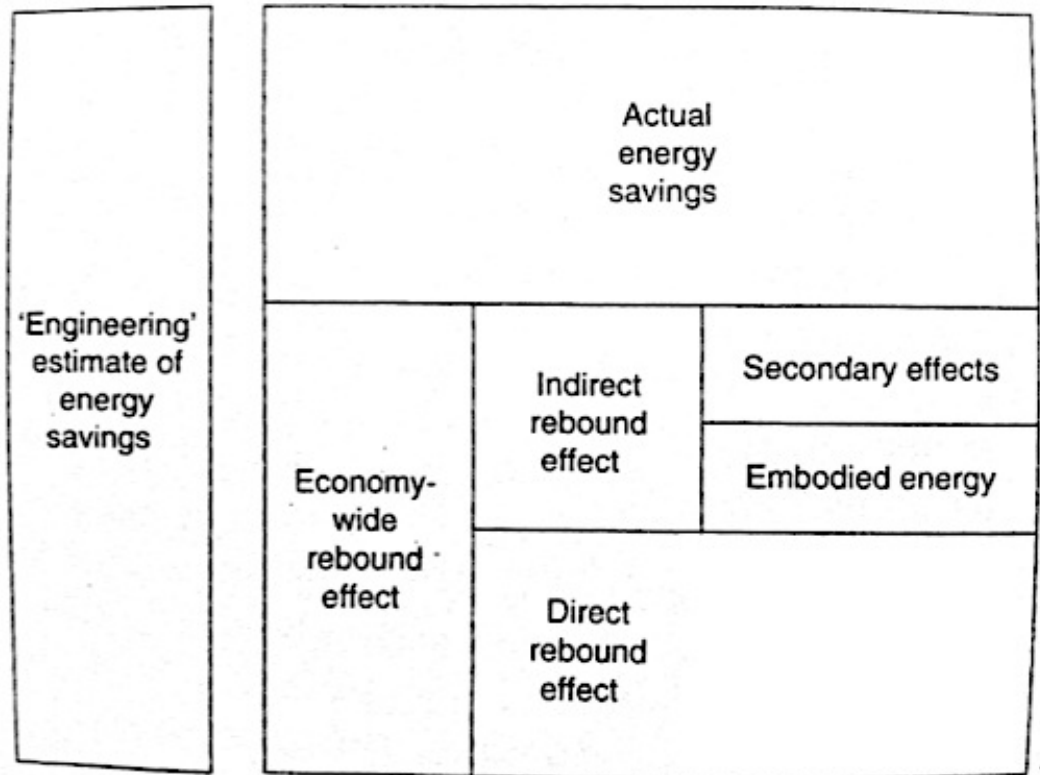 'Engineering'
estimate of
energy
savings
Actual
energy
savings
Economy-
wide
rebound
effect
Indirect
rebound
effect
Secondary effects
Embodied energy
Direct
rebound
effect